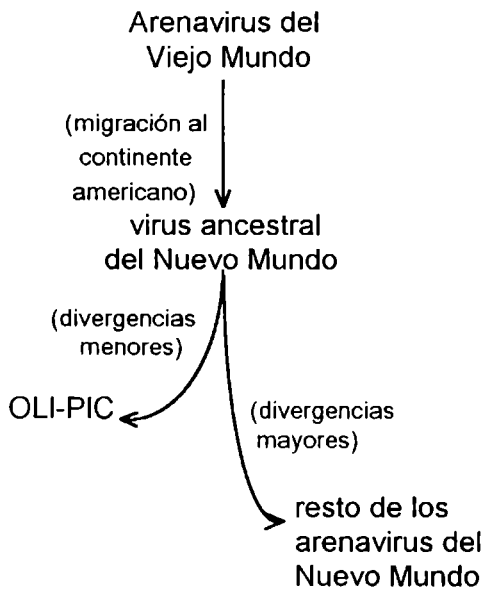 Arenavirus del
Viejo Mundo
(migración al
continente
americano)
virus ancestral
del Nuevo Mundo
(divergencias
menores)
OLI-PIC
(divergencias
mayores)
resto de los
arenavirus del
Nuevo Mundo